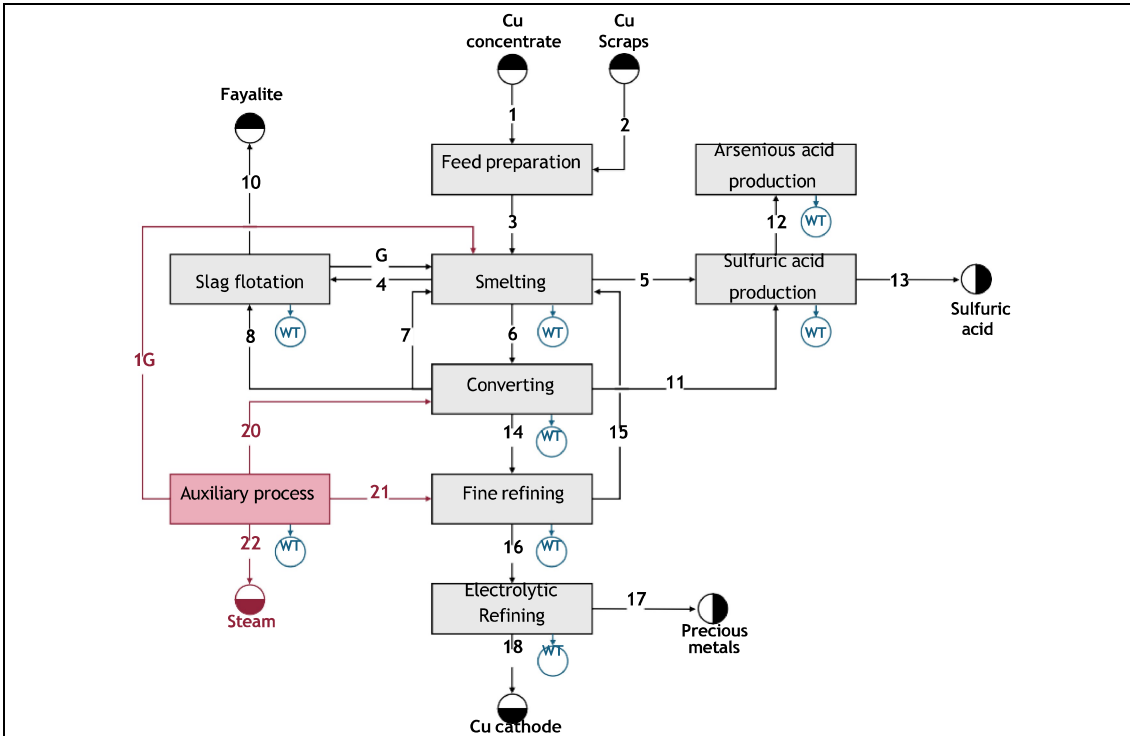 Cu
concentrate
Cu
Scraps
Fayalite
1
2
10
Feed preparation
Arsenious acid
production
WT
12
3
G
4
Slag flotation
Smelting
5
Sulfuric acid
production
13
Sulfuric
acid
WT
WT
WT
8
7
6
1G
Converting
11
20
14
WT
15
Auxiliary process
21
Fine refining
22
WT
16
WT
Steam
Electrolytic
Refining
17
Precious
metals
18
WT
Cu cathode